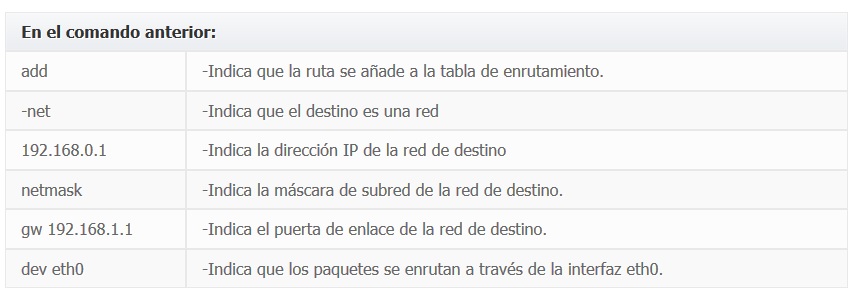 En el comando anterior:
add -Indica que la ruta se añade a la tabla de enrutamiento.
-net -Indica que el destino es una red
192.168.0.1 -Indica la dirección IP de la red de destino
netmask -Indica la máscara de subred de la red de destino.
gw 192.168.1.1 -Indica el puerta de enlace de la red de destino.
dev eth0 -Indica que los paquetes se enrutan a través de la interfaz eth0.